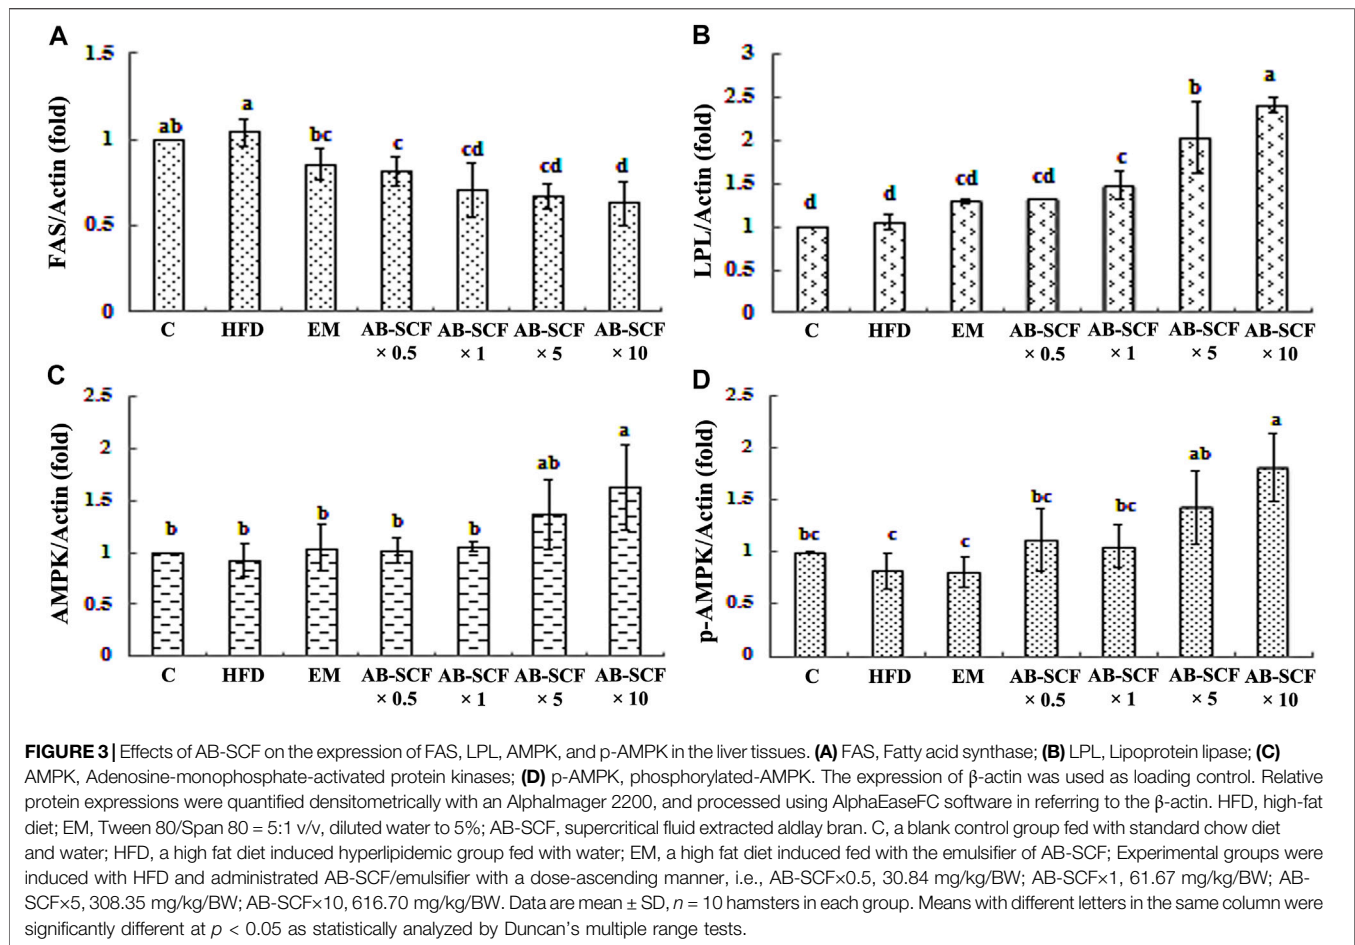 A
FAS/Actin (fold)
1.5
1
0.5
0
ab
a
bc
c
cd
cd
d
C HFD EM AB-SCF AB-SCF AB-SCF AB-SCF
× 0.5 × 1 × 5 × 10
B
LPL/Actin (fold)
3
2.5
2
1.5
1
0.5
0
d
d
cd
cd
c
b
a
C HFD EM AB-SCF AB-SCF AB-SCF AB-SCF
× 0.5 × 1 × 5 × 10
C
AMPK/Actin (fold)
2.5
2
1.5
1
0.5
0
b
b
b
b
b
ab
a
C HFD EM AB-SCF AB-SCF AB-SCF AB-SCF
× 0.5 × 1 × 5 × 10
D
p-AMPK/Actin (fold)
2.5
2
1.5
1
0.5
0
bc
c
c
bc
bc
ab
a
C HFD EM AB-SCF AB-SCF AB-SCF AB-SCF
× 0.5 × 1 × 5 × 10
FIGURE 3 | Effects of AB-SCF on the expression of FAS, LPL, AMPK, and p-AMPK in the liver tissues. (A) FAS, Fatty acid synthase; (B) LPL, Lipoprotein lipase; (C)
AMPK, Adenosine-monophosphate-activated protein kinases; (D) p-AMPK, phosphorylated-AMPK. The expression of β-actin was used as loading control. Relative
protein expressions were quantified densitometrically with an AlphaImager 2200, and processed using AlphaEaseFC software in referring to the β-actin. HFD, high-fat
diet; EM, Tween 80/Span 80 = 5:1 v/v, diluted water to 5%; AB-SCF, supercritical fluid extracted aldlay bran. C, a blank control group fed with standard chow diet
and water; HFD, a high fat diet induced hyperlipidemic group fed with water; EM, a high fat diet induced fed with the emulsifier of AB-SCF; Experimental groups were
induced with HFD and administrated AB-SCF/emulsifier with a dose-ascending manner, i.e., AB-SCF×0.5, 30.84 mg/kg/BW; AB-SCF×1, 61.67 mg/kg/BW; AB-
SCF×5, 308.35 mg/kg/BW; AB-SCF×10, 616.70 mg/kg/BW. Data are mean ± SD, n = 10 hamsters in each group. Means with different letters in the same column were
significantly different at p < 0.05 as statistically analyzed by Duncan's multiple range tests.